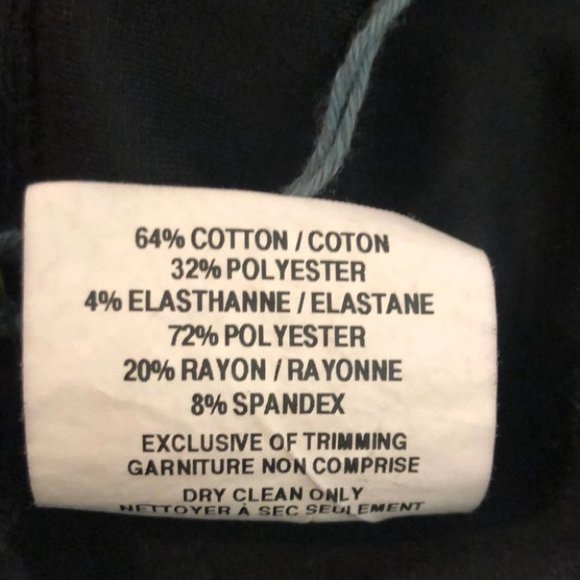 64% COTTON / COTON
32% POLYESTER
4% ELASTHANNE / ELASTANE
72% POLYESTER
20% RAYON / RAYONNE
8% SPANDEX
EXCLUSIVE OF TRIMMING
GARNITURE NON COMPRISE
DRY CLEAN ONLY
NETTOYER À SEC SEULEMENT